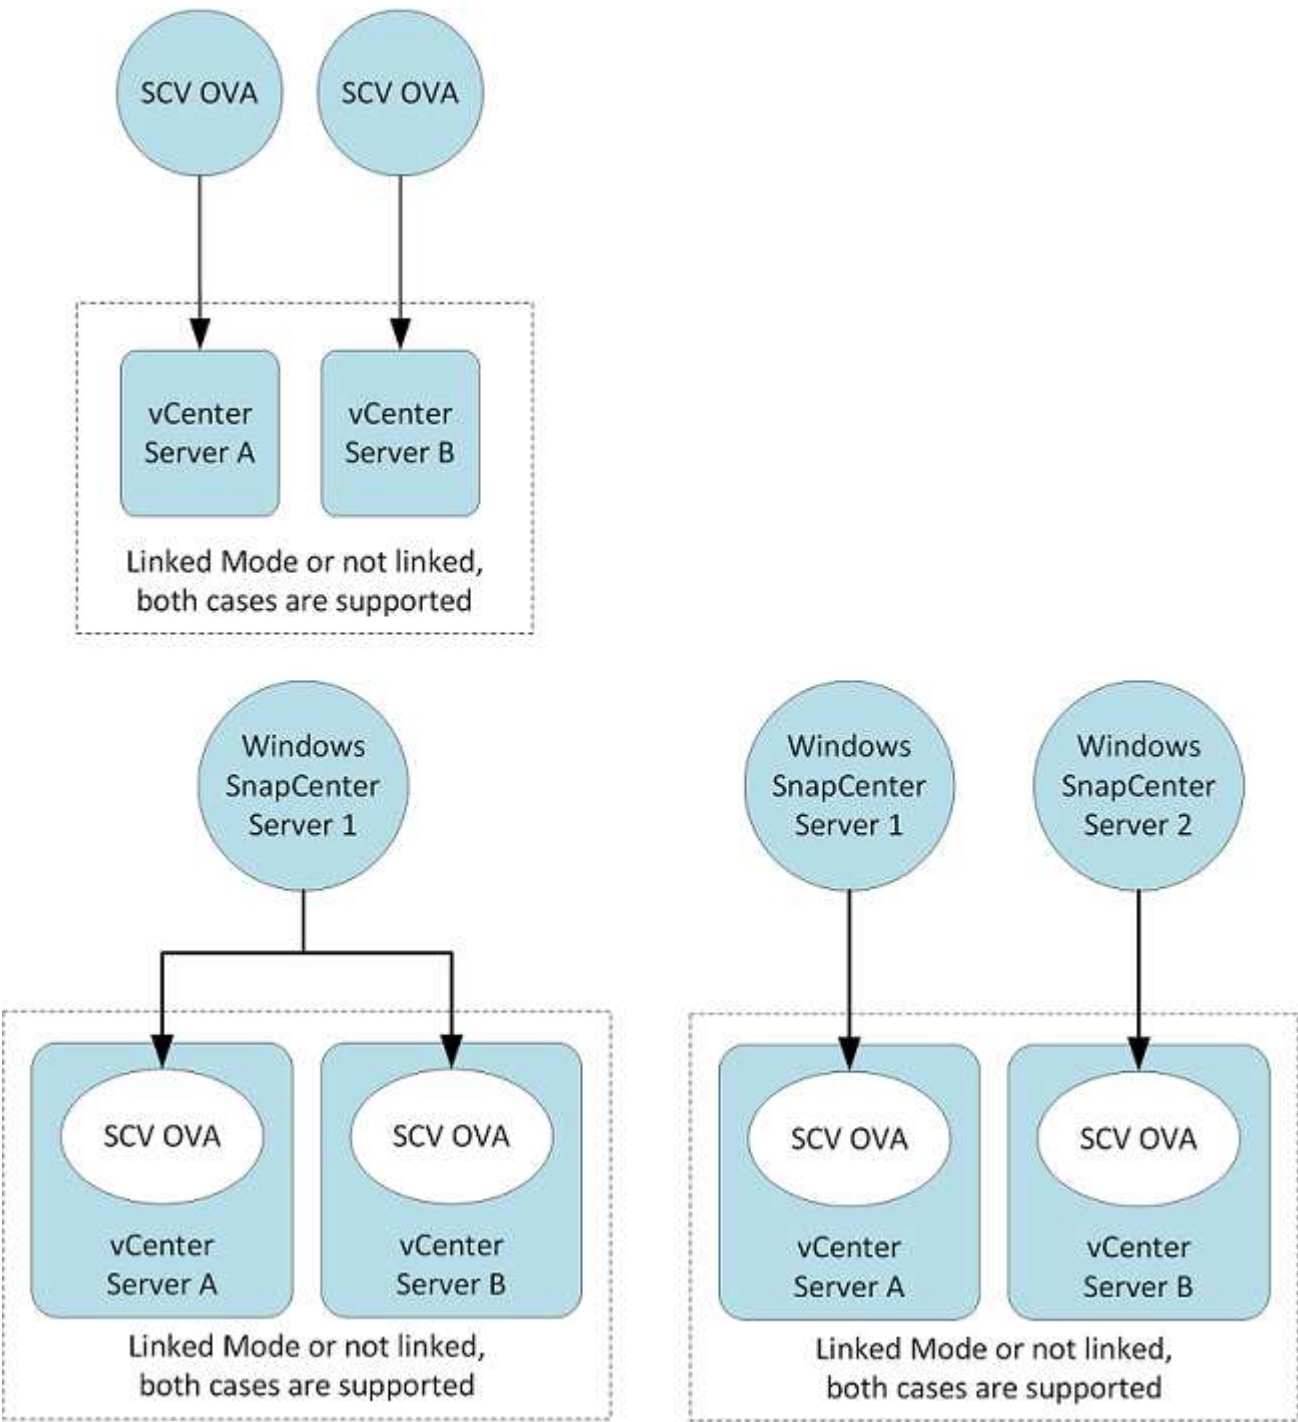 SCV OVA
SCV OVA
vCenter
Server A
vCenter
Server B
Linked Mode or not linked,
both cases are supported
Windows
SnapCenter
Server 1
SCV OVA
vCenter
Server A
SCV OVA
vCenter
Server B
Linked Mode or not linked,
both cases are supported
Windows
SnapCenter
Server 1
Windows
SnapCenter
Server 2
SCV OVA
vCenter
Server A
SCV OVA
vCenter
Server B
Linked Mode or not linked,
both cases are supported